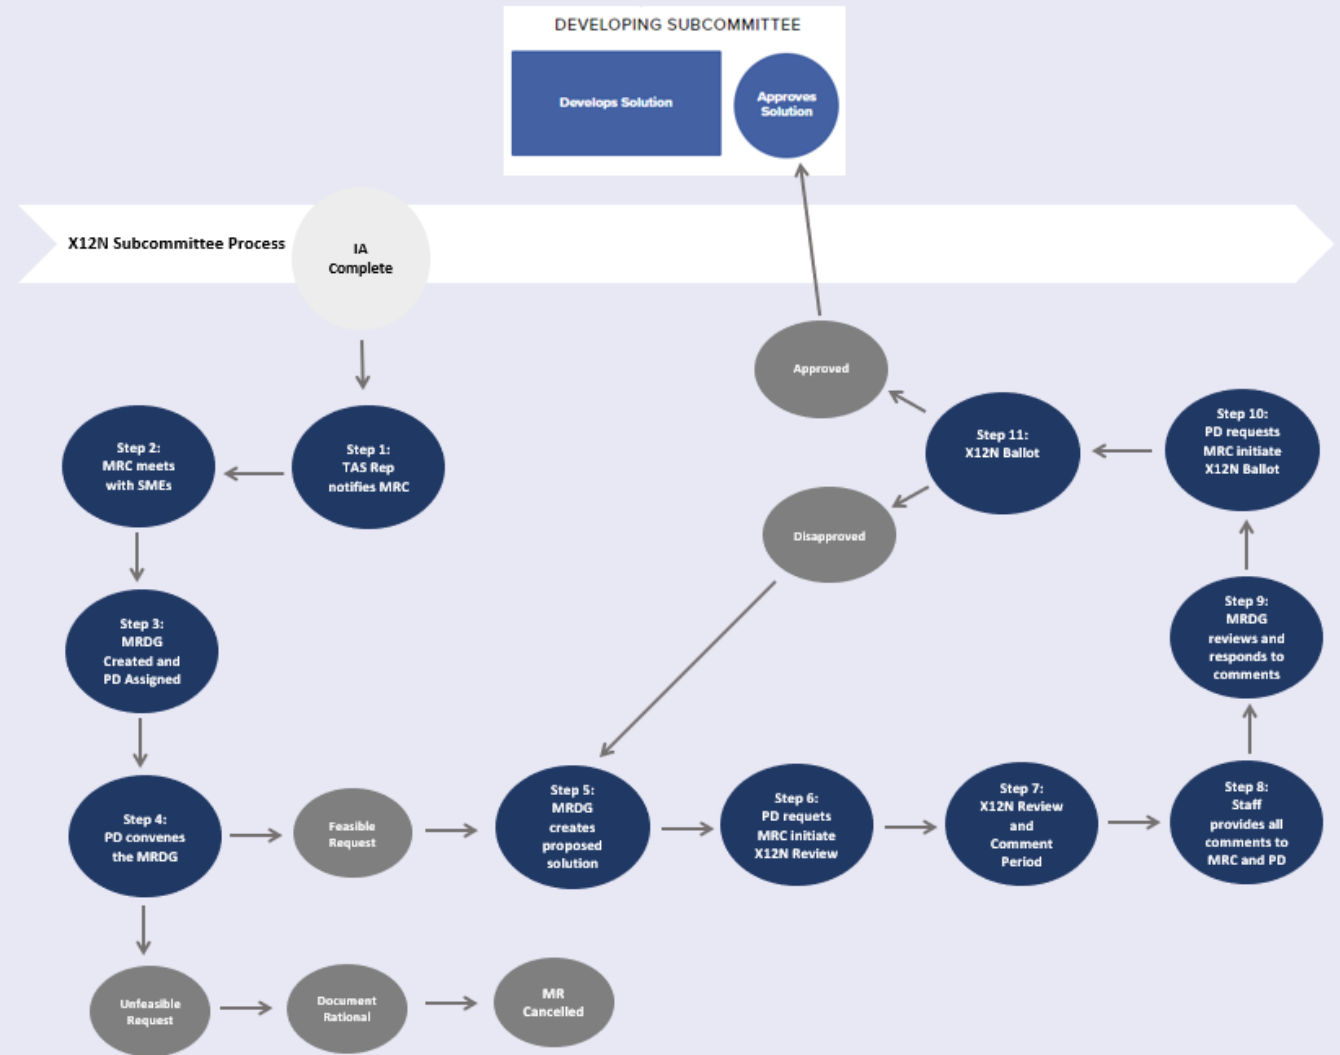 DEVELOPING SUBCOMMITTEE
Develops Solution
Approves
Solution
X12N Subcommittee Process
IA
Complete
Approved
Step 2:
MRC meets
with SMEs
Step 1:
TAS Rep
notifies MRC
Step 11:
X12N Ballot
Step 10:
PD requests
MRC initiate
X12N Ballot
Disapproved
Step 3:
MRDG
Created and
PD Assigned
Step 9:
MRDG
reviews and
responds to
comments
Step 4:
PD convenes
the MRDG
Feasible
Request
Step 5:
MRDG
creates
proposed
solution
Step 6:
PD requets
MRC initiate
X12N Review
Step 7:
X12N Review
and
Comment
Period
Step 8:
Staff
provides all
comments to
MRC and PD
Unfeasible
Request
Document
Rational
MR
Cancelled